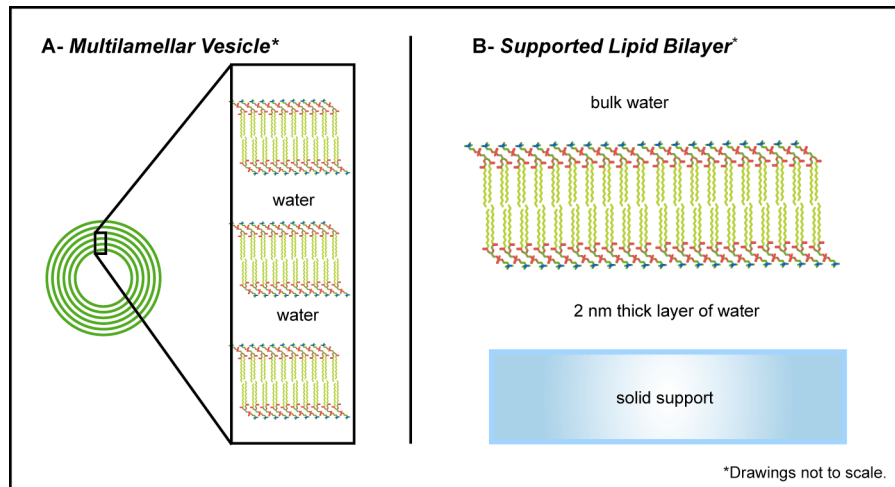 A- Multilamellar Vesicle*
water
water
B- Supported Lipid Bilayer*
bulk water
2 nm thick layer of water
solid support
*Drawings not to scale.